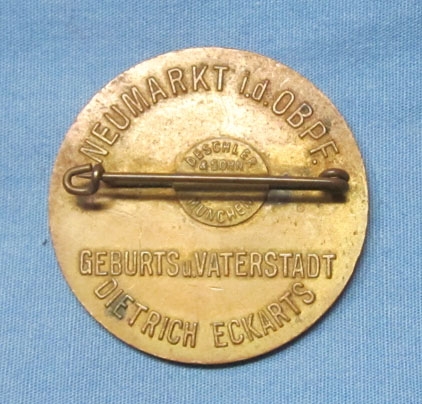 NEUMARKT i.d. OBPF.
DESCHLER
& SOHN
MÜNCHEN
GEBURTS u. VATERSTADT
DIETRICH ECKARTS